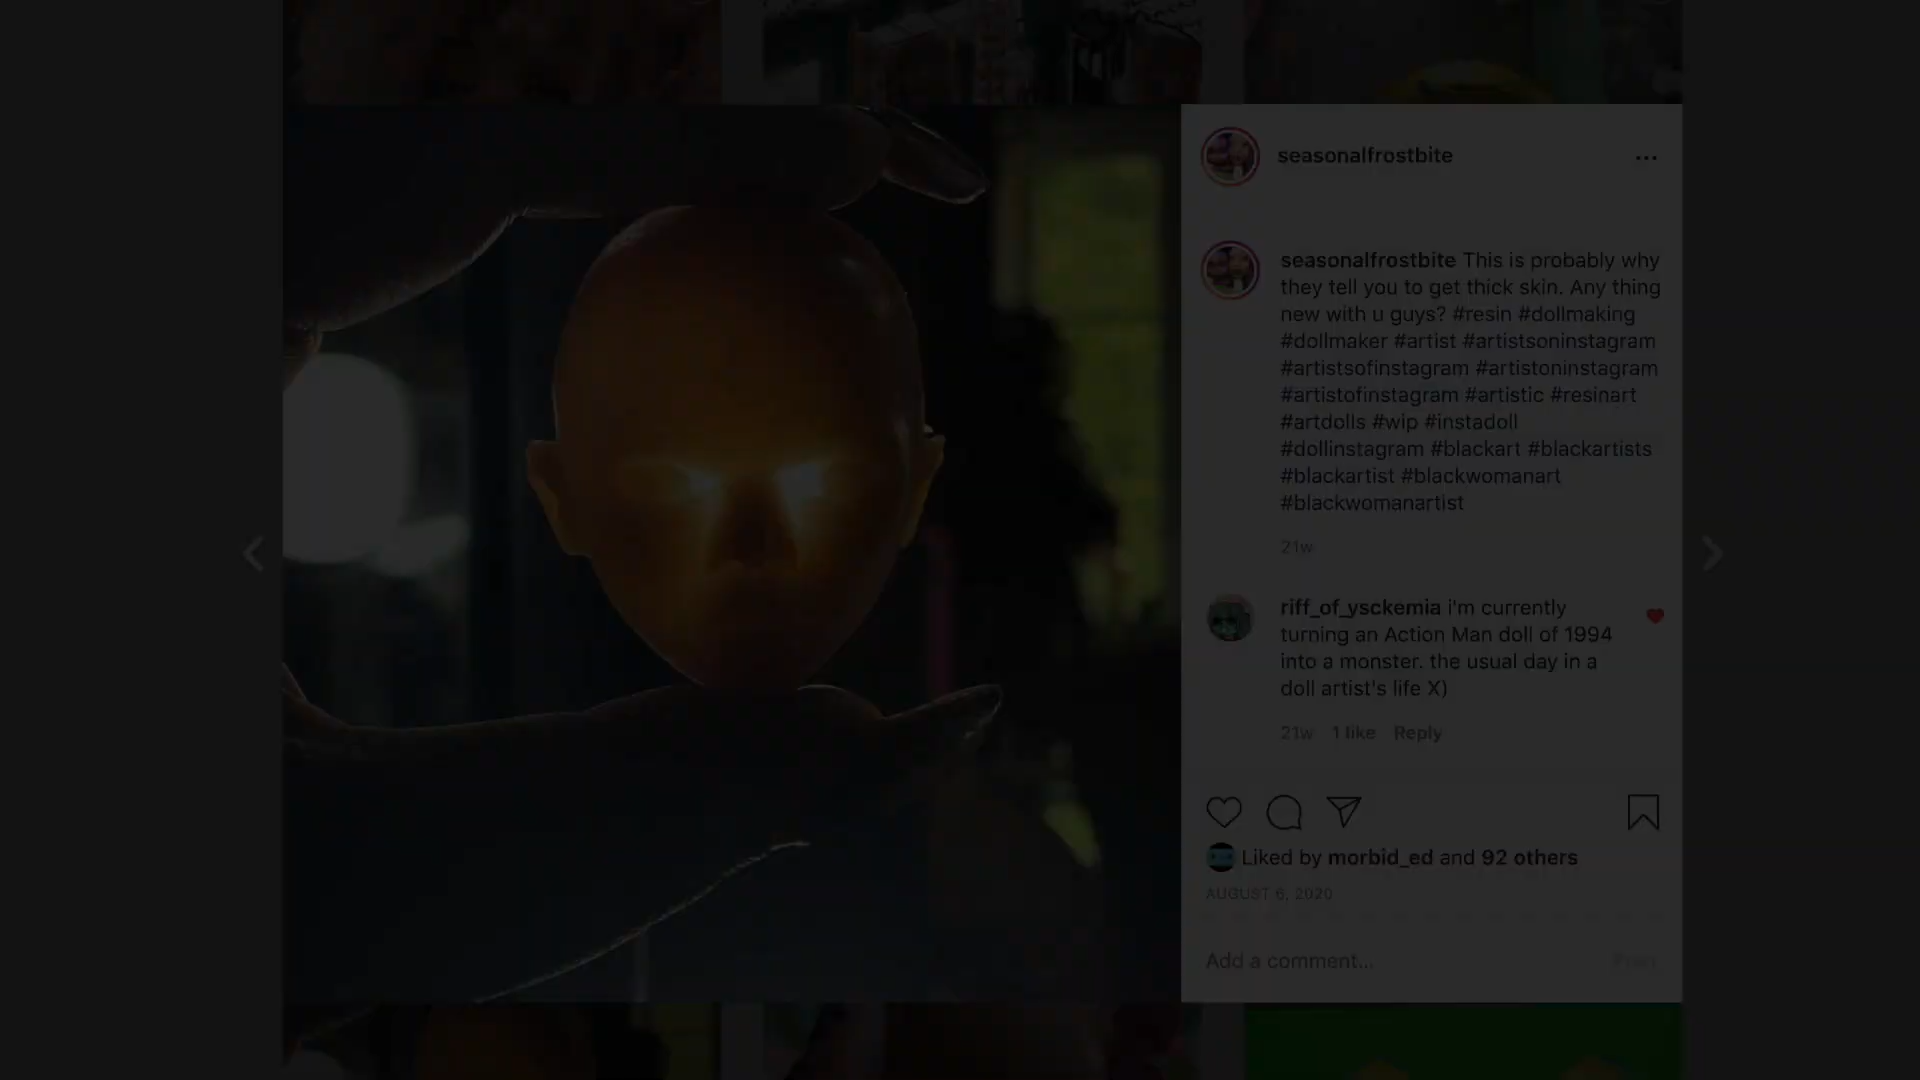 seasonalfrostbite
seasonalfrostbite This is probably why
they tell you to get thick skin. Any thing
new with u guys? #resin #dollmaking
#dollmaker #artist #artistsoninstagram
#artistsofinstagram #artistoninstagram
#artistofinstagram #artistic #resinart
#artdolls #wip #instadoll
#dollinstagram #blackart #blackartists
#blackartist #blackwomanart
#blackwomanartist
21w
riff_of_ysckemia i'm currently
turning an Action Man doll of 1994
into a monster. the usual day in a
doll artist's life X)
21w 1 like Reply
Liked by morbid_ed and 92 others
AUGUST 6, 2020
Add a comment... Post